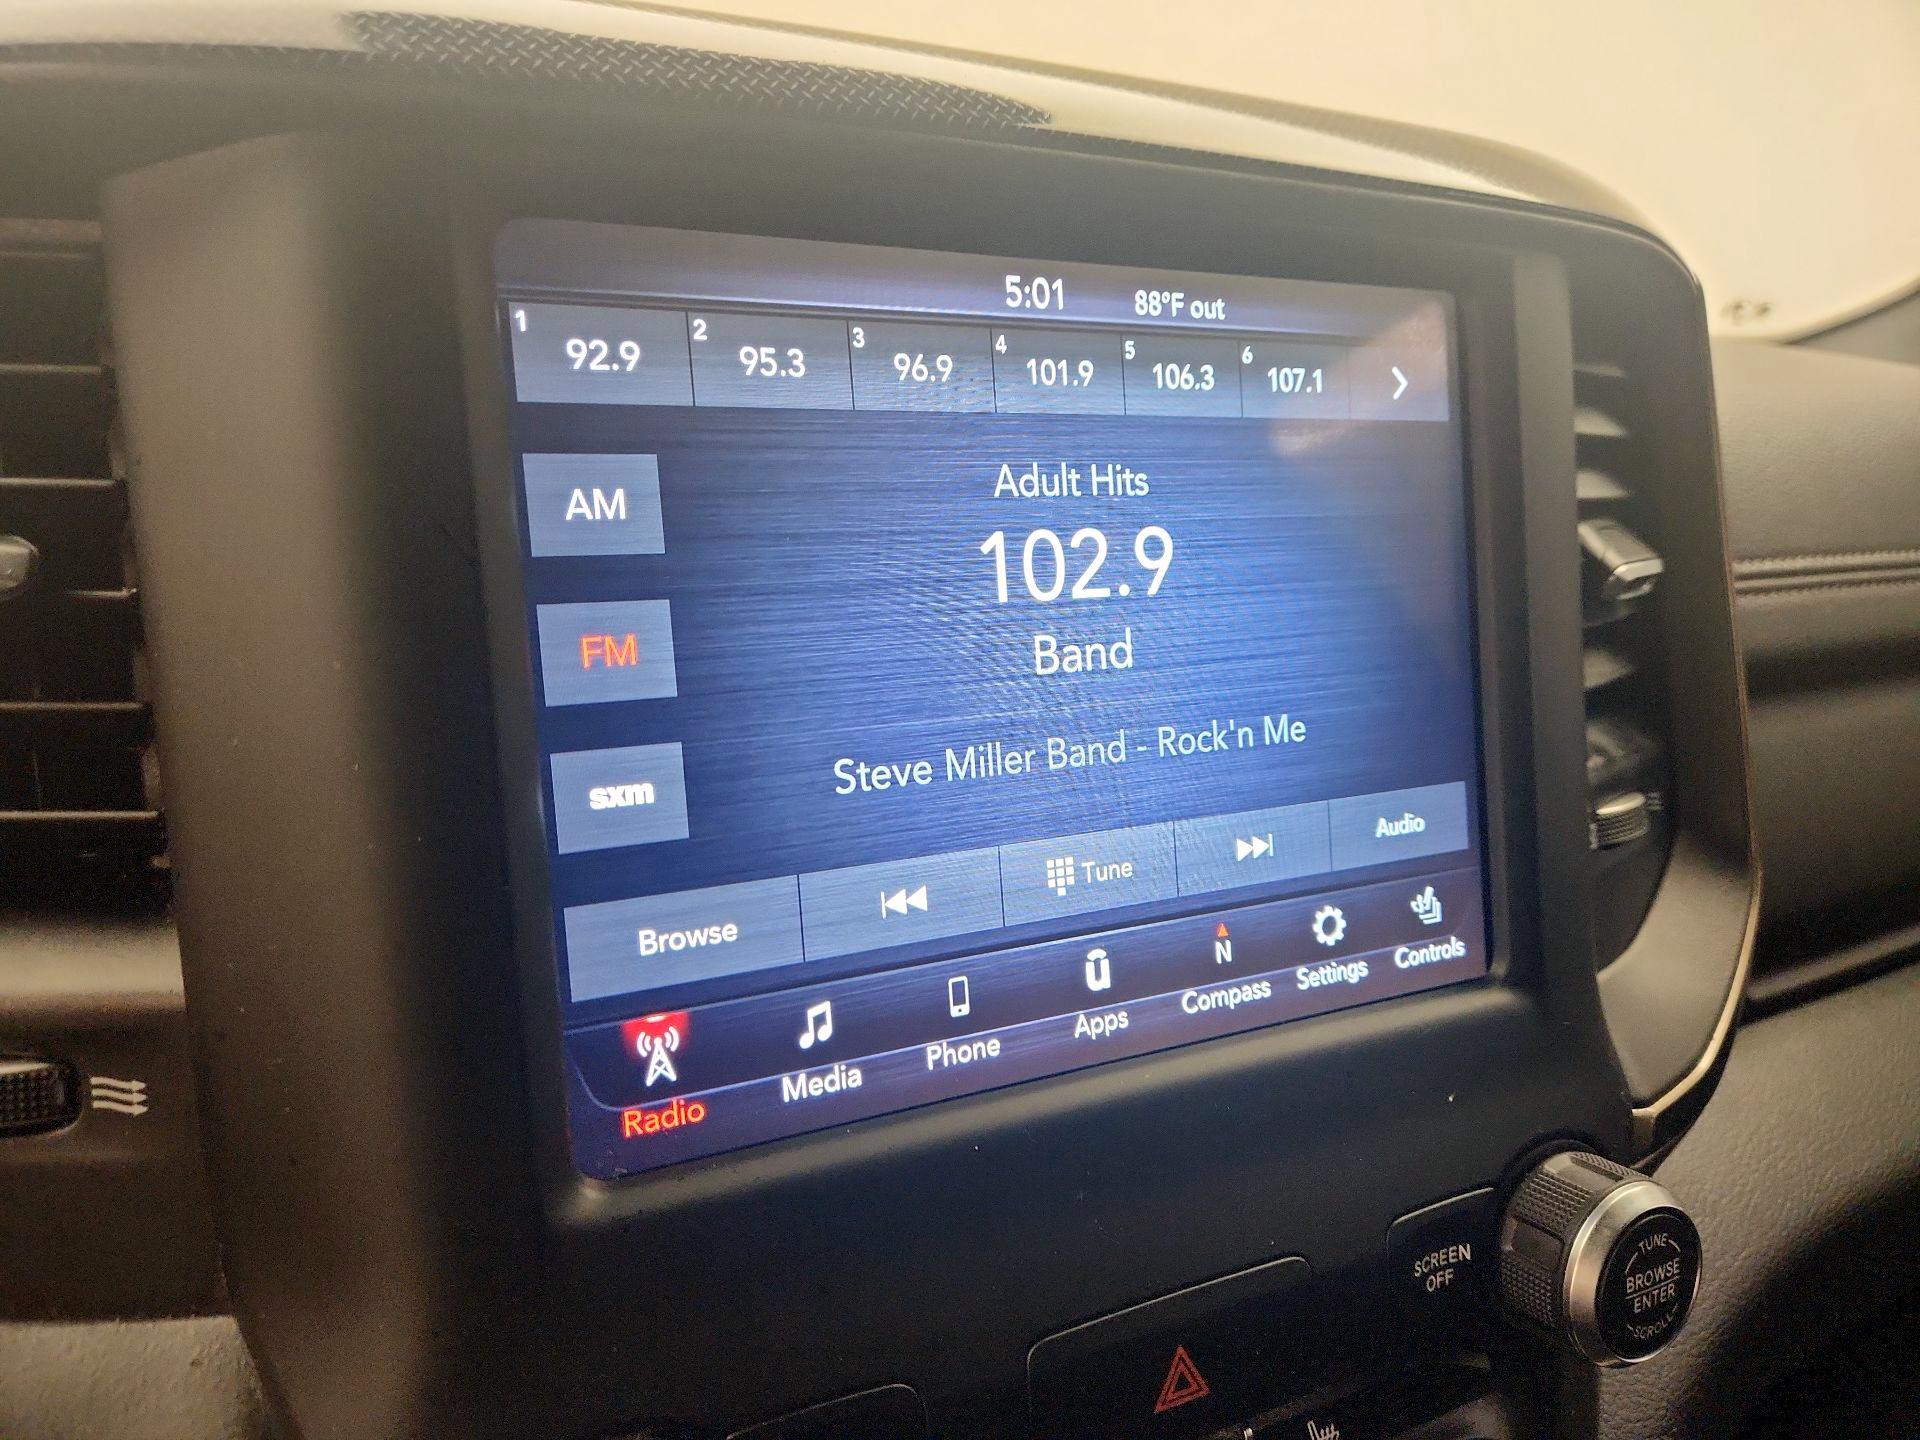 5:01 88°F out
1 92.9 2 95.3 3 96.9 4 101.9 5 106.3 6 107.1
Adult Hits
AM
102.9
FM
Band
Steve Miller Band - Rock'n Me
sxm
Browse Tune Audio
Radio Media Phone Apps N Compass Settings Controls
SCREEN
OFF
TUNE
BROWSE
ENTER
SCROLL